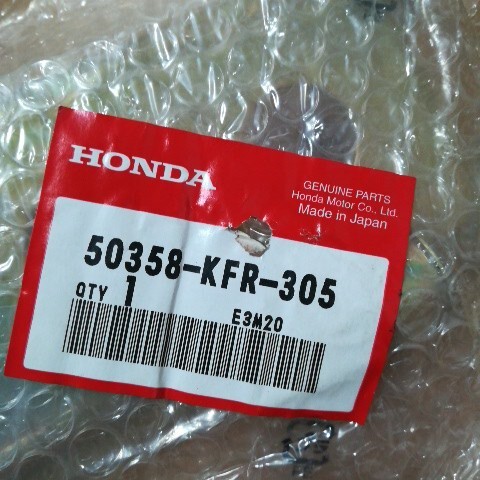 HONDA
GENUINE PARTS
Honda Motor Co., Ltd.
Made in Japan
50358-KFR-305
QTY 1
E3M20